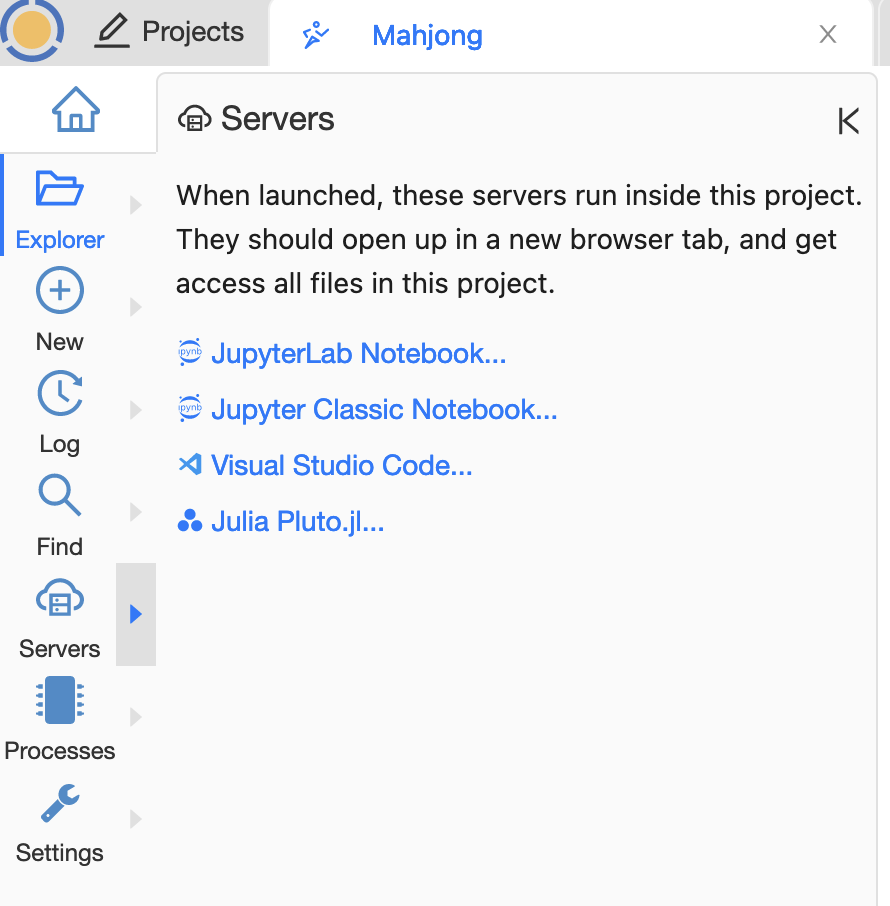 Projects
Mahjong
Servers
When launched, these servers run inside this project.
They should open up in a new browser tab, and get
access all files in this project.
ipynb JupyterLab Notebook...
ipynb Jupyter Classic Notebook...
Visual Studio Code...
Julia Pluto.jl...
Explorer
New
Log
Find
Servers
Processes
Settings